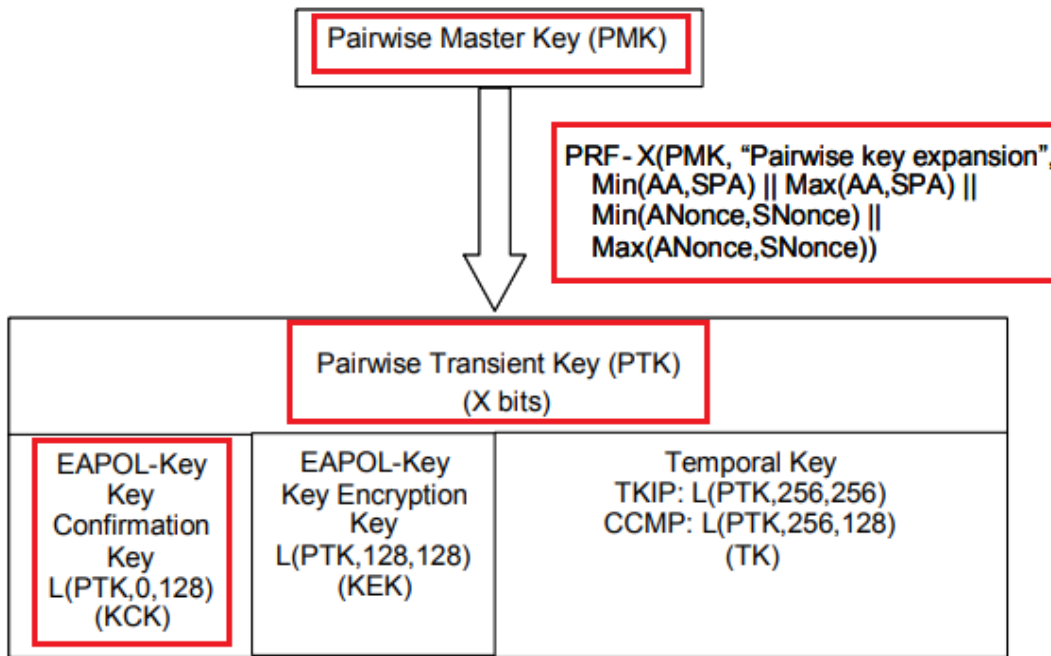 Pairwise Master Key (PMK)
PRF-X(PMK, “Pairwise key expansion”,
Min(AA,SPA) || Max(AA,SPA) ||
Min(ANonce,SNonce) ||
Max(ANonce,SNonce))
Pairwise Transient Key (PTK)
(X bits)
EAPOL-Key
Key
Confirmation
Key
L(PTK,0,128)
(KCK)
EAPOL-Key
Key Encryption
Key
L(PTK,128,128)
(KEK)
Temporal Key
TKIP: L(PTK,256,256)
CCMP: L(PTK,256,128)
(TK)